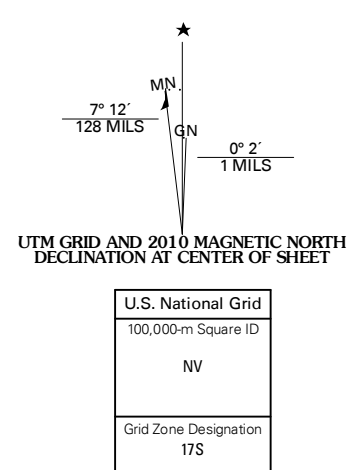 MN
7° 12´
128 MILS
GN
0° 2´
1 MILS
UTM GRID AND 2010 MAGNETIC NORTH
DECLINATION AT CENTER OF SHEET
U.S. National Grid
100,000-m Square ID
NV
Grid Zone Designation
17S